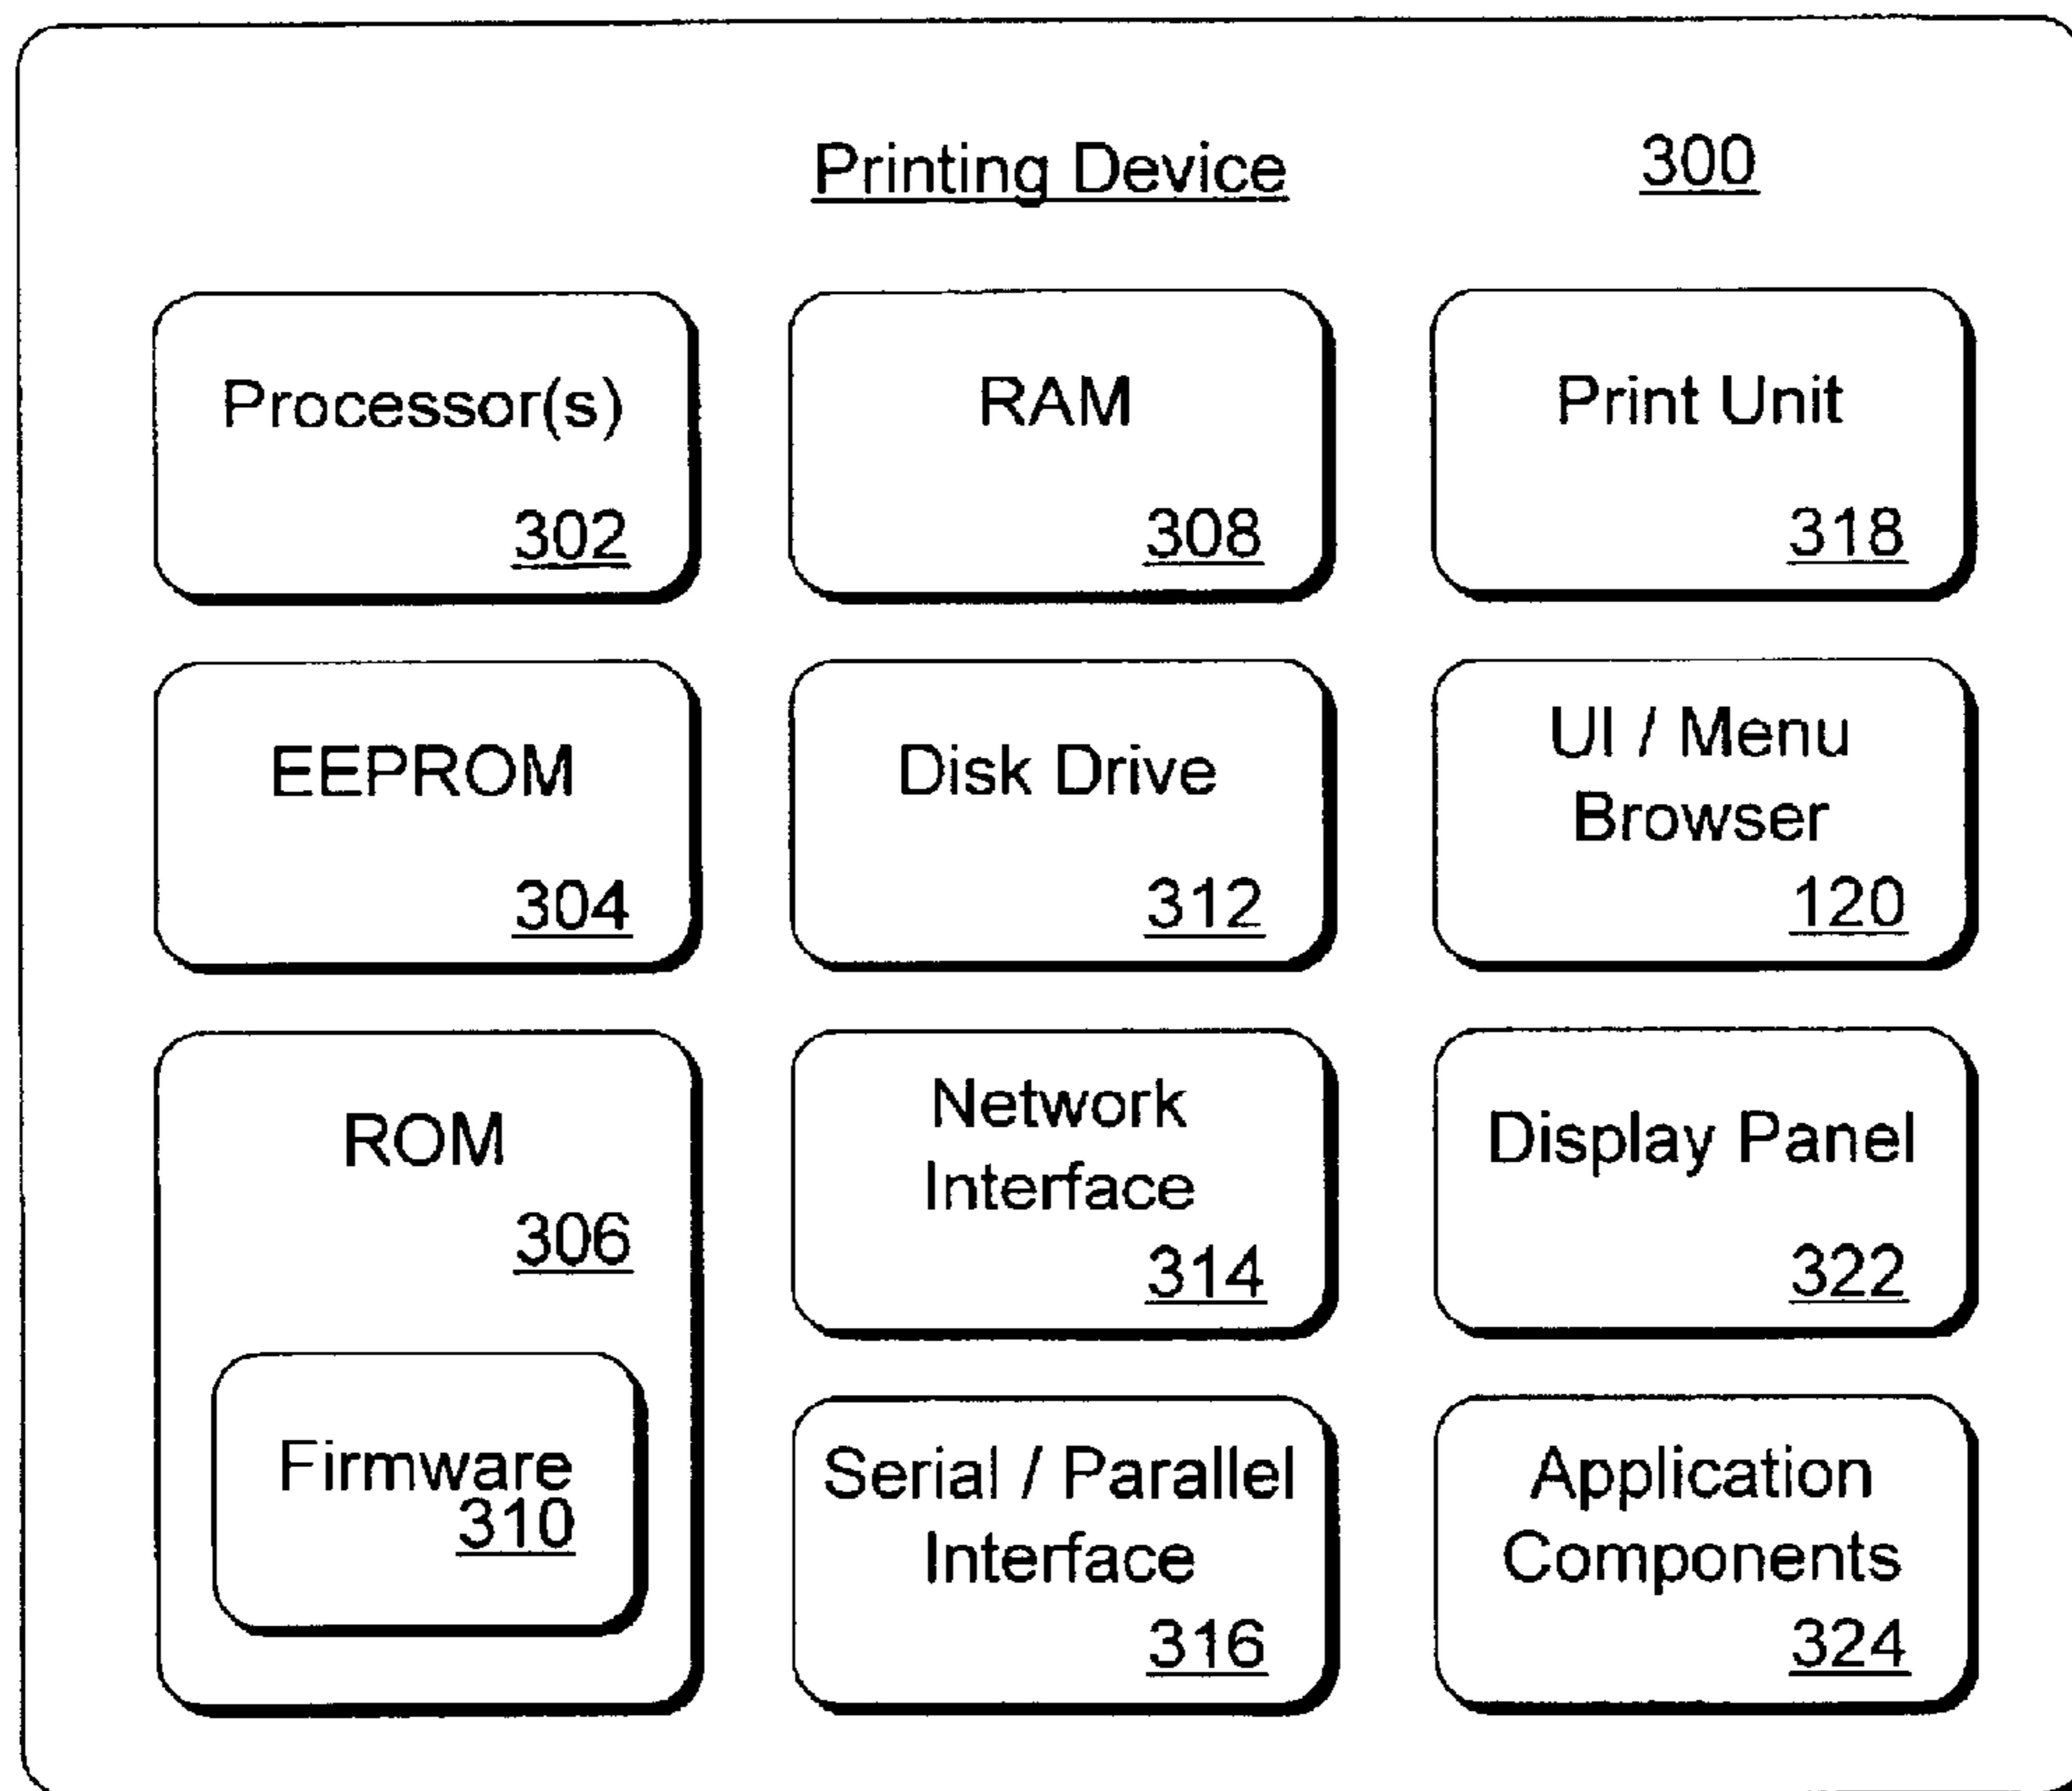 Printing Device 300
Processor(s)
302
RAM
308
Print Unit
318
EEPROM
304
Disk Drive
312
UI / Menu
Browser
120
ROM
306
Firmware
310
Network
Interface
314
Display Panel
322
Serial / Parallel
Interface
316
Application
Components
324